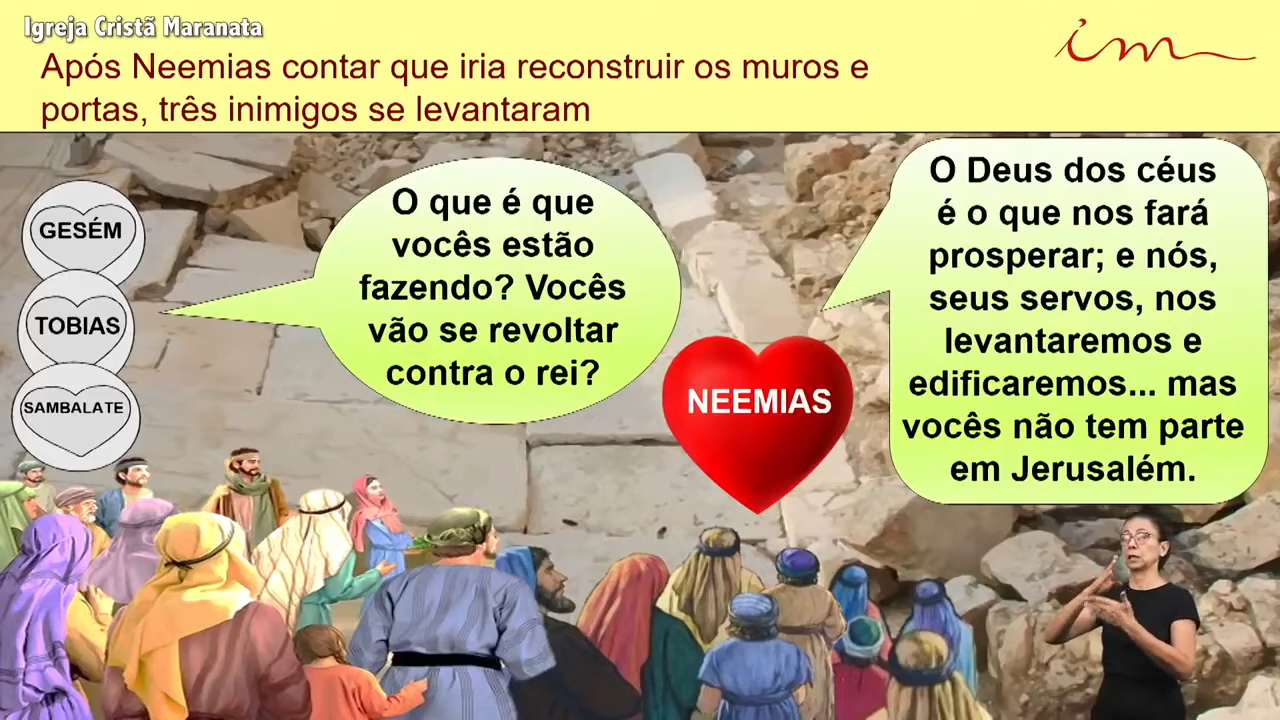 Igreja Cristã Maranata
im
Após Neemias contar que iria reconstruir os muros e
portas, três inimigos se levantaram
GESÉM
TOBIAS
SAMBALATE
O que é que
vocês estão
fazendo? Vocês
vão se revoltar
contra o rei?
NEEMIAS
O Deus dos céus
é o que nos fará
prosperar; e nós,
seus servos, nos
levantaremos e
edificaremos... mas
vocês não tem parte
em Jerusalém.